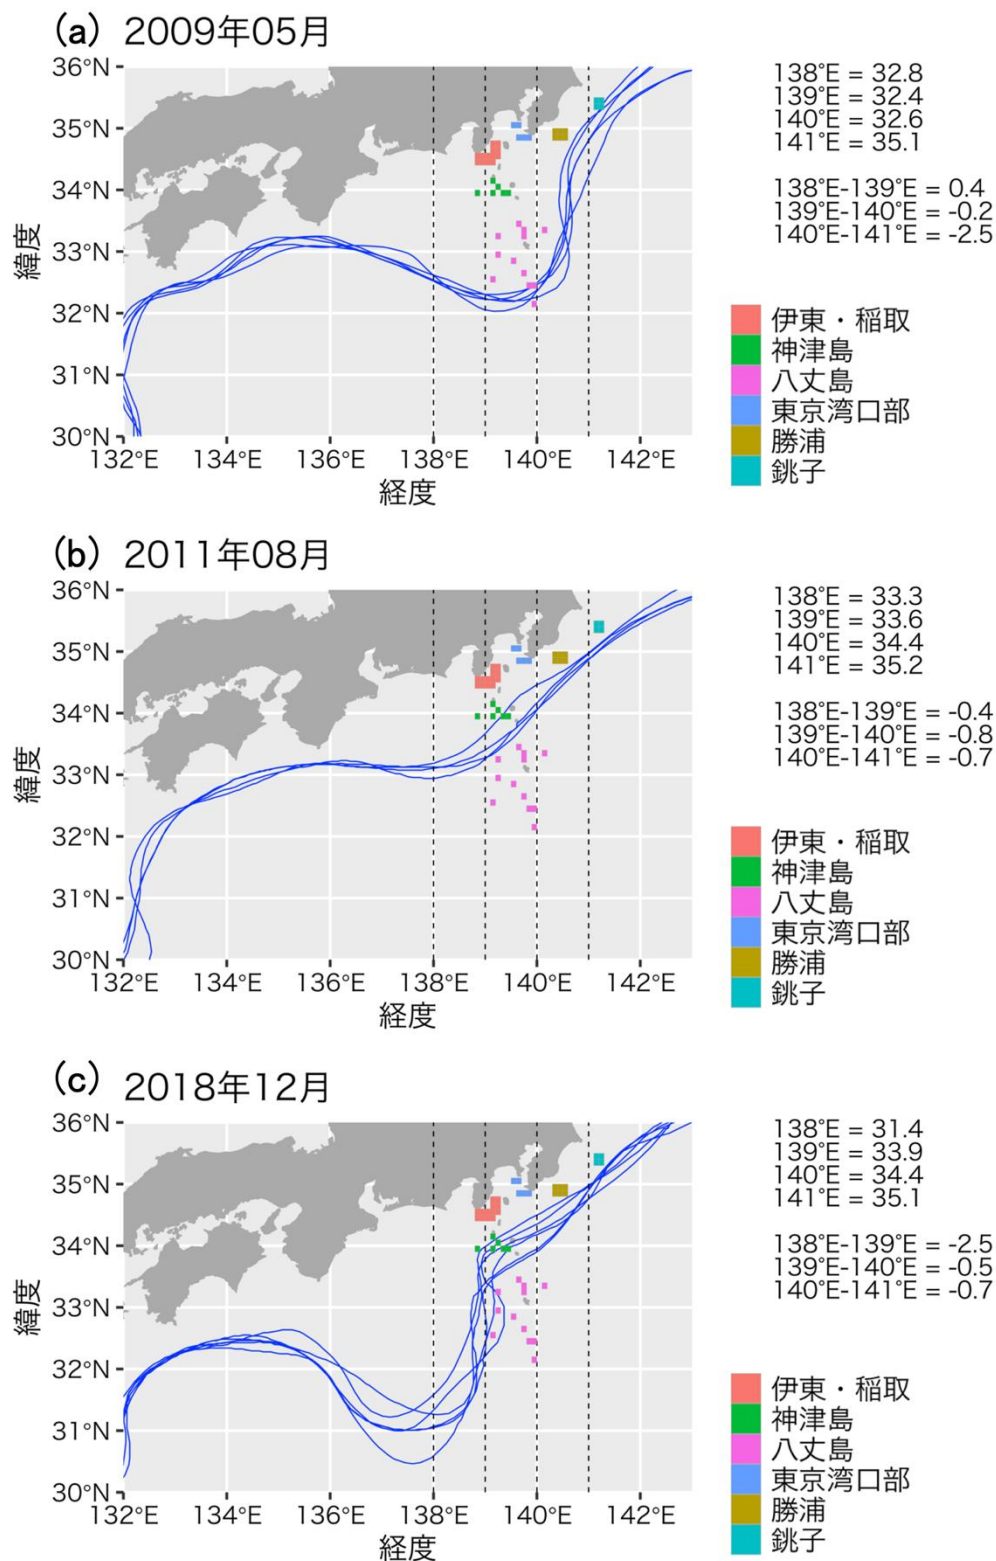 (a) 2009年05月
36°N
35°N
34°N
33°N
32°N
31°N
30°N
緯度
132°E 134°E 136°E 138°E 140°E 142°E
経度
138°E = 32.8
139°E = 32.4
140°E = 32.6
141°E = 35.1
138°E-139°E = 0.4
139°E-140°E = -0.2
140°E-141°E = -2.5
伊東・稲取
神津島
八丈島
東京湾口部
勝浦
銚子
(b) 2011年08月
36°N
35°N
34°N
33°N
32°N
31°N
30°N
緯度
132°E 134°E 136°E 138°E 140°E 142°E
経度
138°E = 33.3
139°E = 33.6
140°E = 34.4
141°E = 35.2
138°E-139°E = -0.4
139°E-140°E = -0.8
140°E-141°E = -0.7
伊東・稲取
神津島
八丈島
東京湾口部
勝浦
銚子
(c) 2018年12月
36°N
35°N
34°N
33°N
32°N
31°N
30°N
緯度
132°E 134°E 136°E 138°E 140°E 142°E
経度
138°E = 31.4
139°E = 33.9
140°E = 34.4
141°E = 35.1
138°E-139°E = -2.5
139°E-140°E = -0.5
140°E-141°E = -0.7
伊東・稲取
神津島
八丈島
東京湾口部
勝浦
銚子